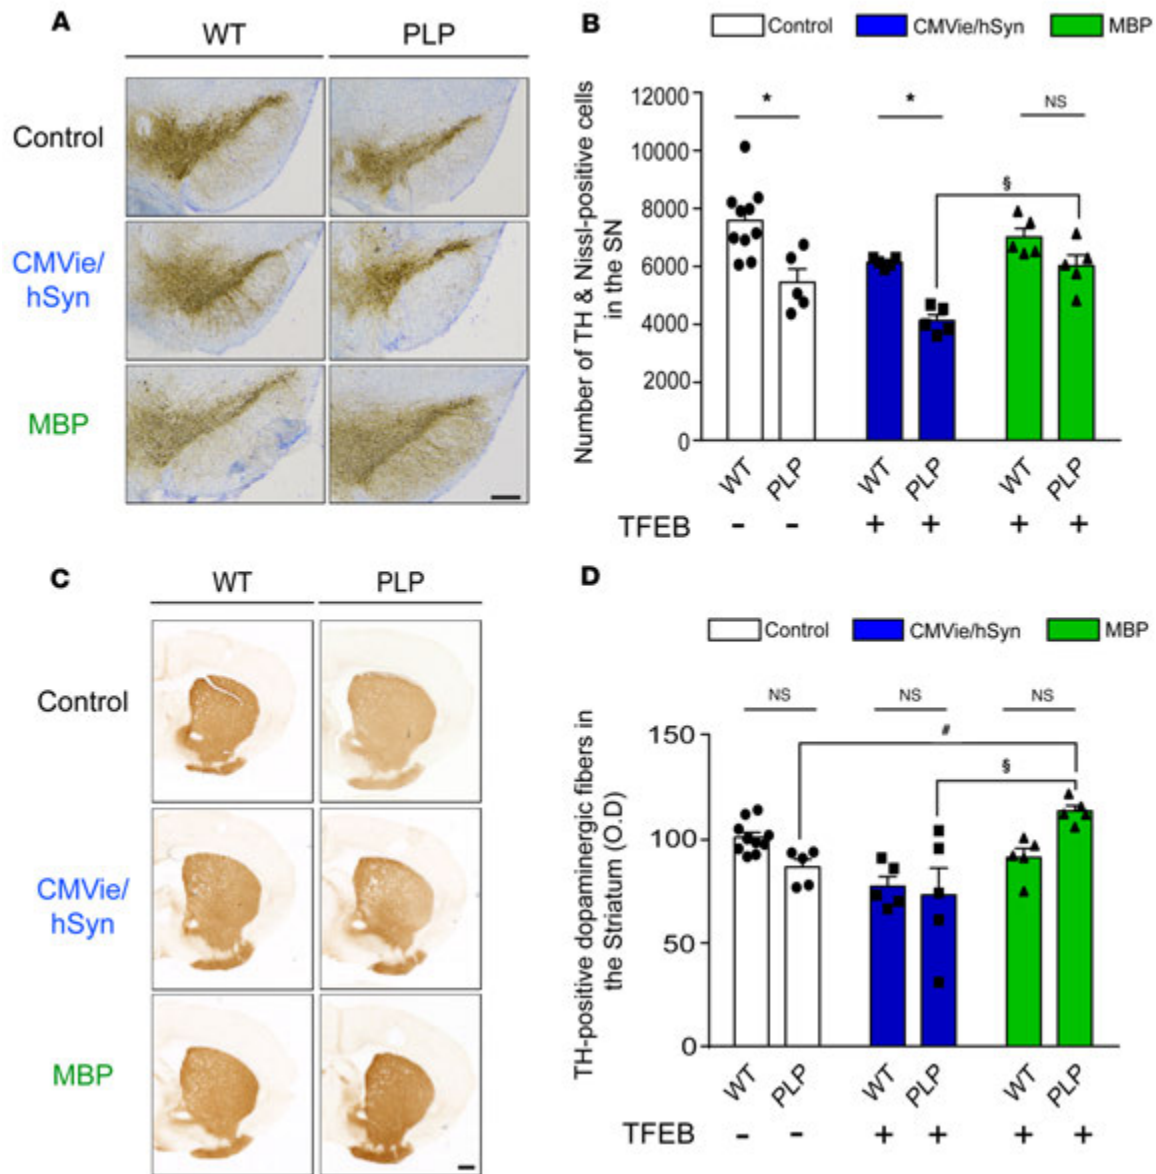 A
WT PLP
Control
CMVie/
hSyn
MBP
B
Control CMVie/hSyn MBP
Number of TH & Nissl-positive cells
in the SN
12000
10000
8000
6000
4000
2000
0
* * NS
§
WT PLP WT PLP WT PLP
TFEB - - + + + +
C
WT PLP
Control
CMVie/
hSyn
MBP
D
Control CMVie/hSyn MBP
TH-positive dopaminergic fibers in
the Striatum (O.D)
150
100
50
0
NS NS NS
#
§
WT PLP WT PLP WT PLP
TFEB - - + + + +